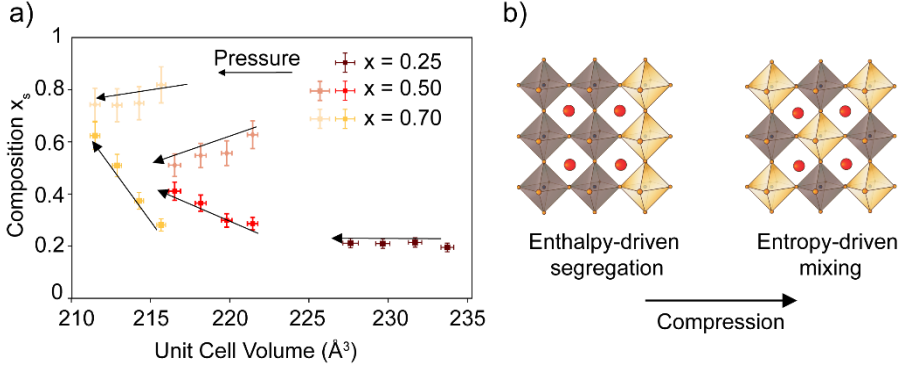 a)
Composition xₛ
1
0.8
0.6
0.4
0.2
0
210
215
220
225
230
235
Unit Cell Volume (Å³)
Pressure
x = 0.25
x = 0.50
x = 0.70
b)
Enthalpy-driven
segregation
Entropy-driven
mixing
Compression